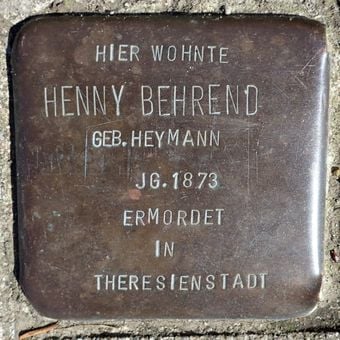 HIER WOHNTE
HENNY BEHREND
GEB. HEYMANN
JG. 1873
ERMORDET
IN
THERESIENSTADT